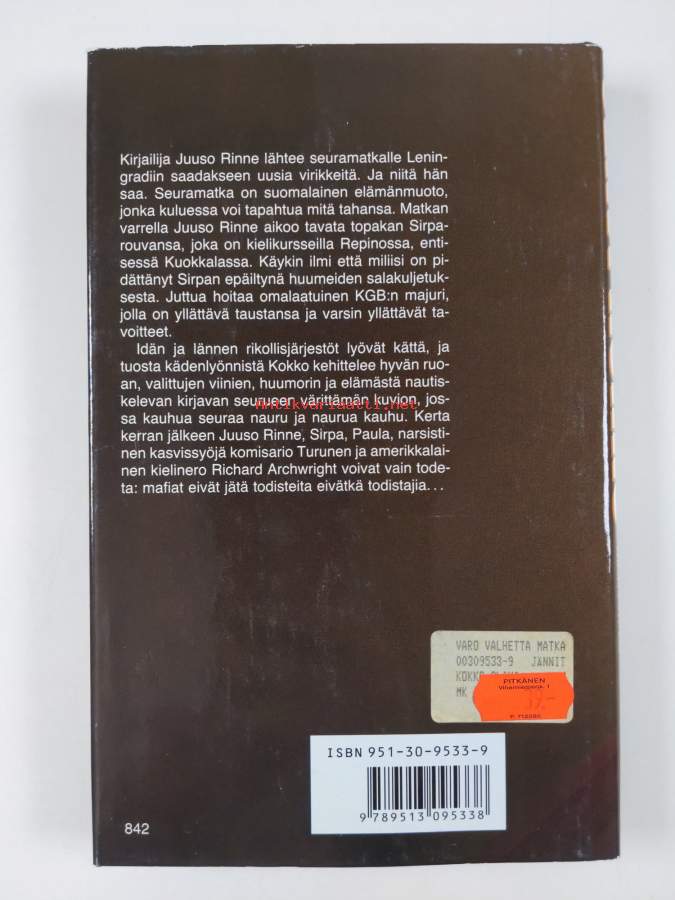 Kirjailija Juuso Rinne lähtee seuramatkalle Lenin-
gradiin saadakseen uusia virikkeitä. Ja niitä hän
saa. Seuramatka on suomalainen elämänmuoto,
jonka kuluessa voi tapahtua mitä tahansa. Matkan
varrella Juuso Rinne aikoo tavata topakan Sirpa-
rouvansa, joka on kielikursseilla Repinossa, enti-
sessä Kuokkalassa. Käykin ilmi että miliisi on pi-
dättänyt Sirpan epäiltynä huumeiden salakuljetuk-
sesta. Juttua hoitaa omalaatuinen KGB:n majuri,
jolla on yllättävä taustansa ja varsin yllättävät ta-
voitteet.
Idän ja lännen rikollisjärjestöt lyövät kättä, ja
tuosta kädenlyönnistä Kokko kehittelee hyvän ruo-
an, valittujen viinien, huumorin ja elämästä nautis-
kelevan kirjavan seurueen värittämän kuvion, jos-
sa kauhua seuraa nauru ja naurua kauhu. Kerta
kerran jälkeen Juuso Rinne, Sirpa, Paula, narsisti-
nen kasvissyöjä komisario Turunen ja amerikkalai-
nen kielinero Richard Archwright voivat vain tode-
ta: mafiat eivät jätä todisteita eivätkä todistajia...
Antikvariaatti.net
VARO VALHETTA MATKA
00309533-9 JÄNNIT
MK
PITKÄNEN
ISBN 951-30-9533-9
9 789513 095338
842